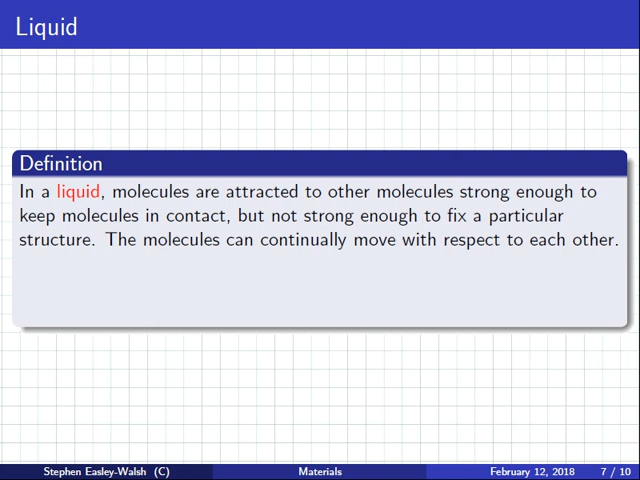 Liquid
Definition
In a liquid, molecules are attracted to other molecules strong enough to
keep molecules in contact, but not strong enough to fix a particular
structure. The molecules can continually move with respect to each other.
Stephen Easley-Walsh (C) Materials February 12, 2018 7 / 10